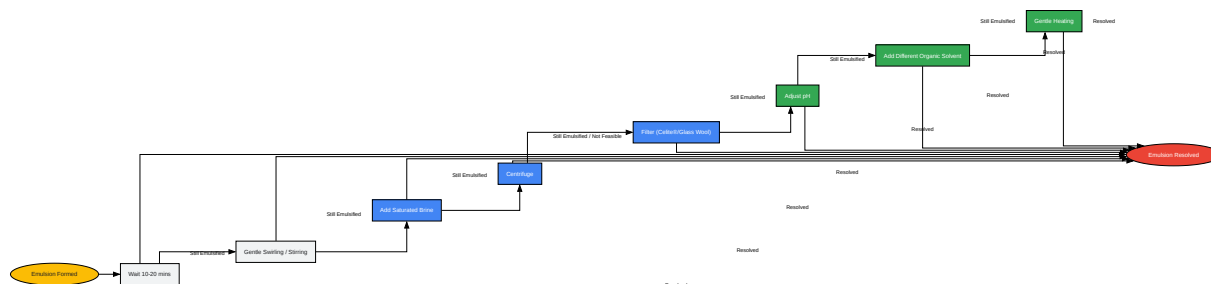 Still Emulsified
Gentle Heating
Resolved
Resolved
Still Emulsified
Add Different Organic Solvent
Still Emulsified
Adjust pH
Resolved
Resolved
Still Emulsified / Not Feasible
Filter (Celite®/Glass Wool)
Emulsion Resolved
Still Emulsified
Centrifuge
Resolved
Still Emulsified
Add Saturated Brine
Resolved
Still Emulsified
Gentle Swirling / Stirring
Resolved
Emulsion Formed
Wait 10-20 mins